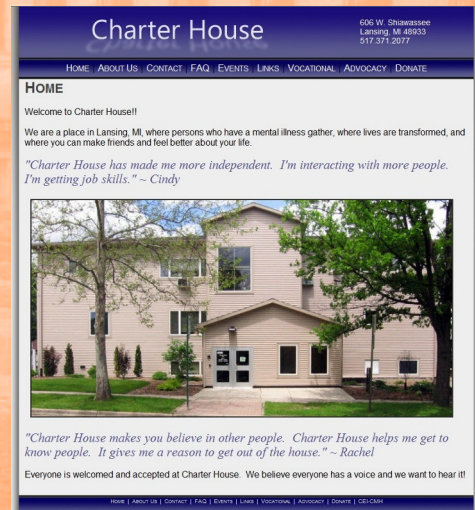 Charter House
606 W. Shiawassee
Lansing, MI 48933
517.371.2077
HOME ABOUT US CONTACT FAQ EVENTS LINKS VOCATIONAL ADVOCACY DONATE
HOME
Welcome to Charter House!!
We are a place in Lansing, MI, where persons who have a mental illness gather, where lives are transformed, and
where you can make friends and feel better about your life.
"Charter House has made me more independent. I'm interacting with more people.
I'm getting job skills." ~ Cindy
"Charter House makes you believe in other people. Charter House helps me get to
know people. It gives me a reason to get out of the house." ~ Rachel
Everyone is welcomed and accepted at Charter House. We believe everyone has a voice and we want to hear it!
HOME | ABOUT US | CONTACT | FAQ | EVENTS | LINKS | VOCATIONAL | ADVOCACY | DONATE | CEI-CMH